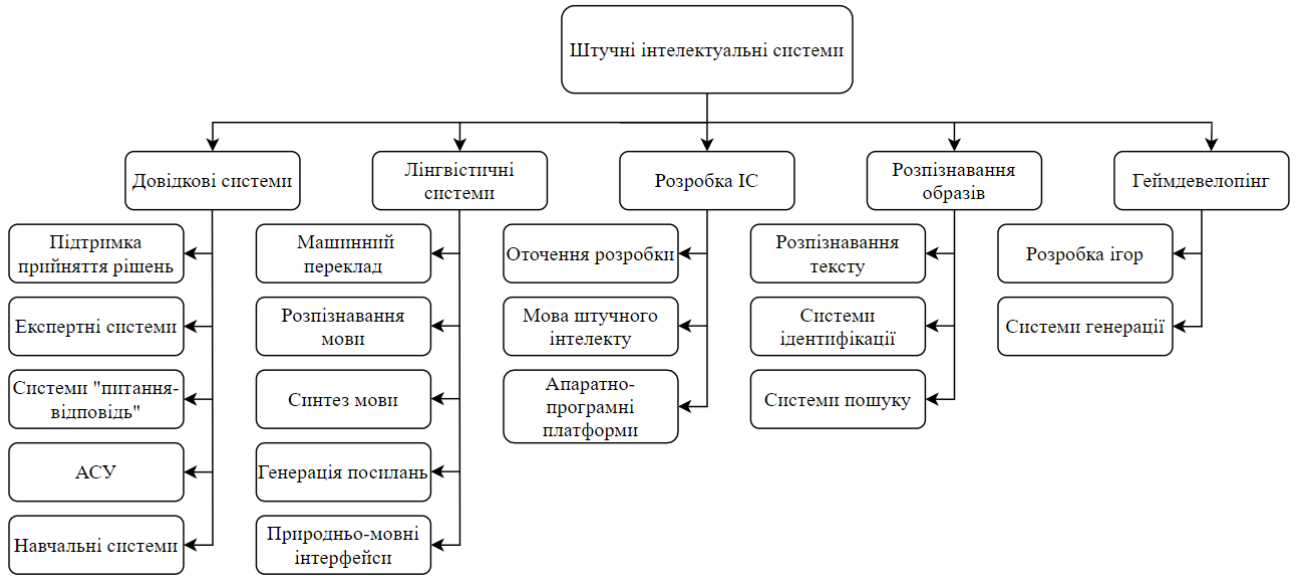 Штучні інтелектуальні системи
Довідкові системи
Підтримка
прийняття рішень
Експертні системи
Системи "питання-
відповідь"
АСУ
Навчальні системи
Лінгвістичні
системи
Машинний
переклад
Розпізнавання
мови
Синтез мови
Генерація посилань
Природньо-мовні
інтерфейси
Розробка ІС
Оточення розробки
Мова штучного
інтелекту
Апаратно-
програмні
платформи
Розпізнавання
образів
Розпізнавання
тексту
Системи
ідентифікації
Системи пошуку
Геймдевелопінг
Розробка ігор
Системи генерації